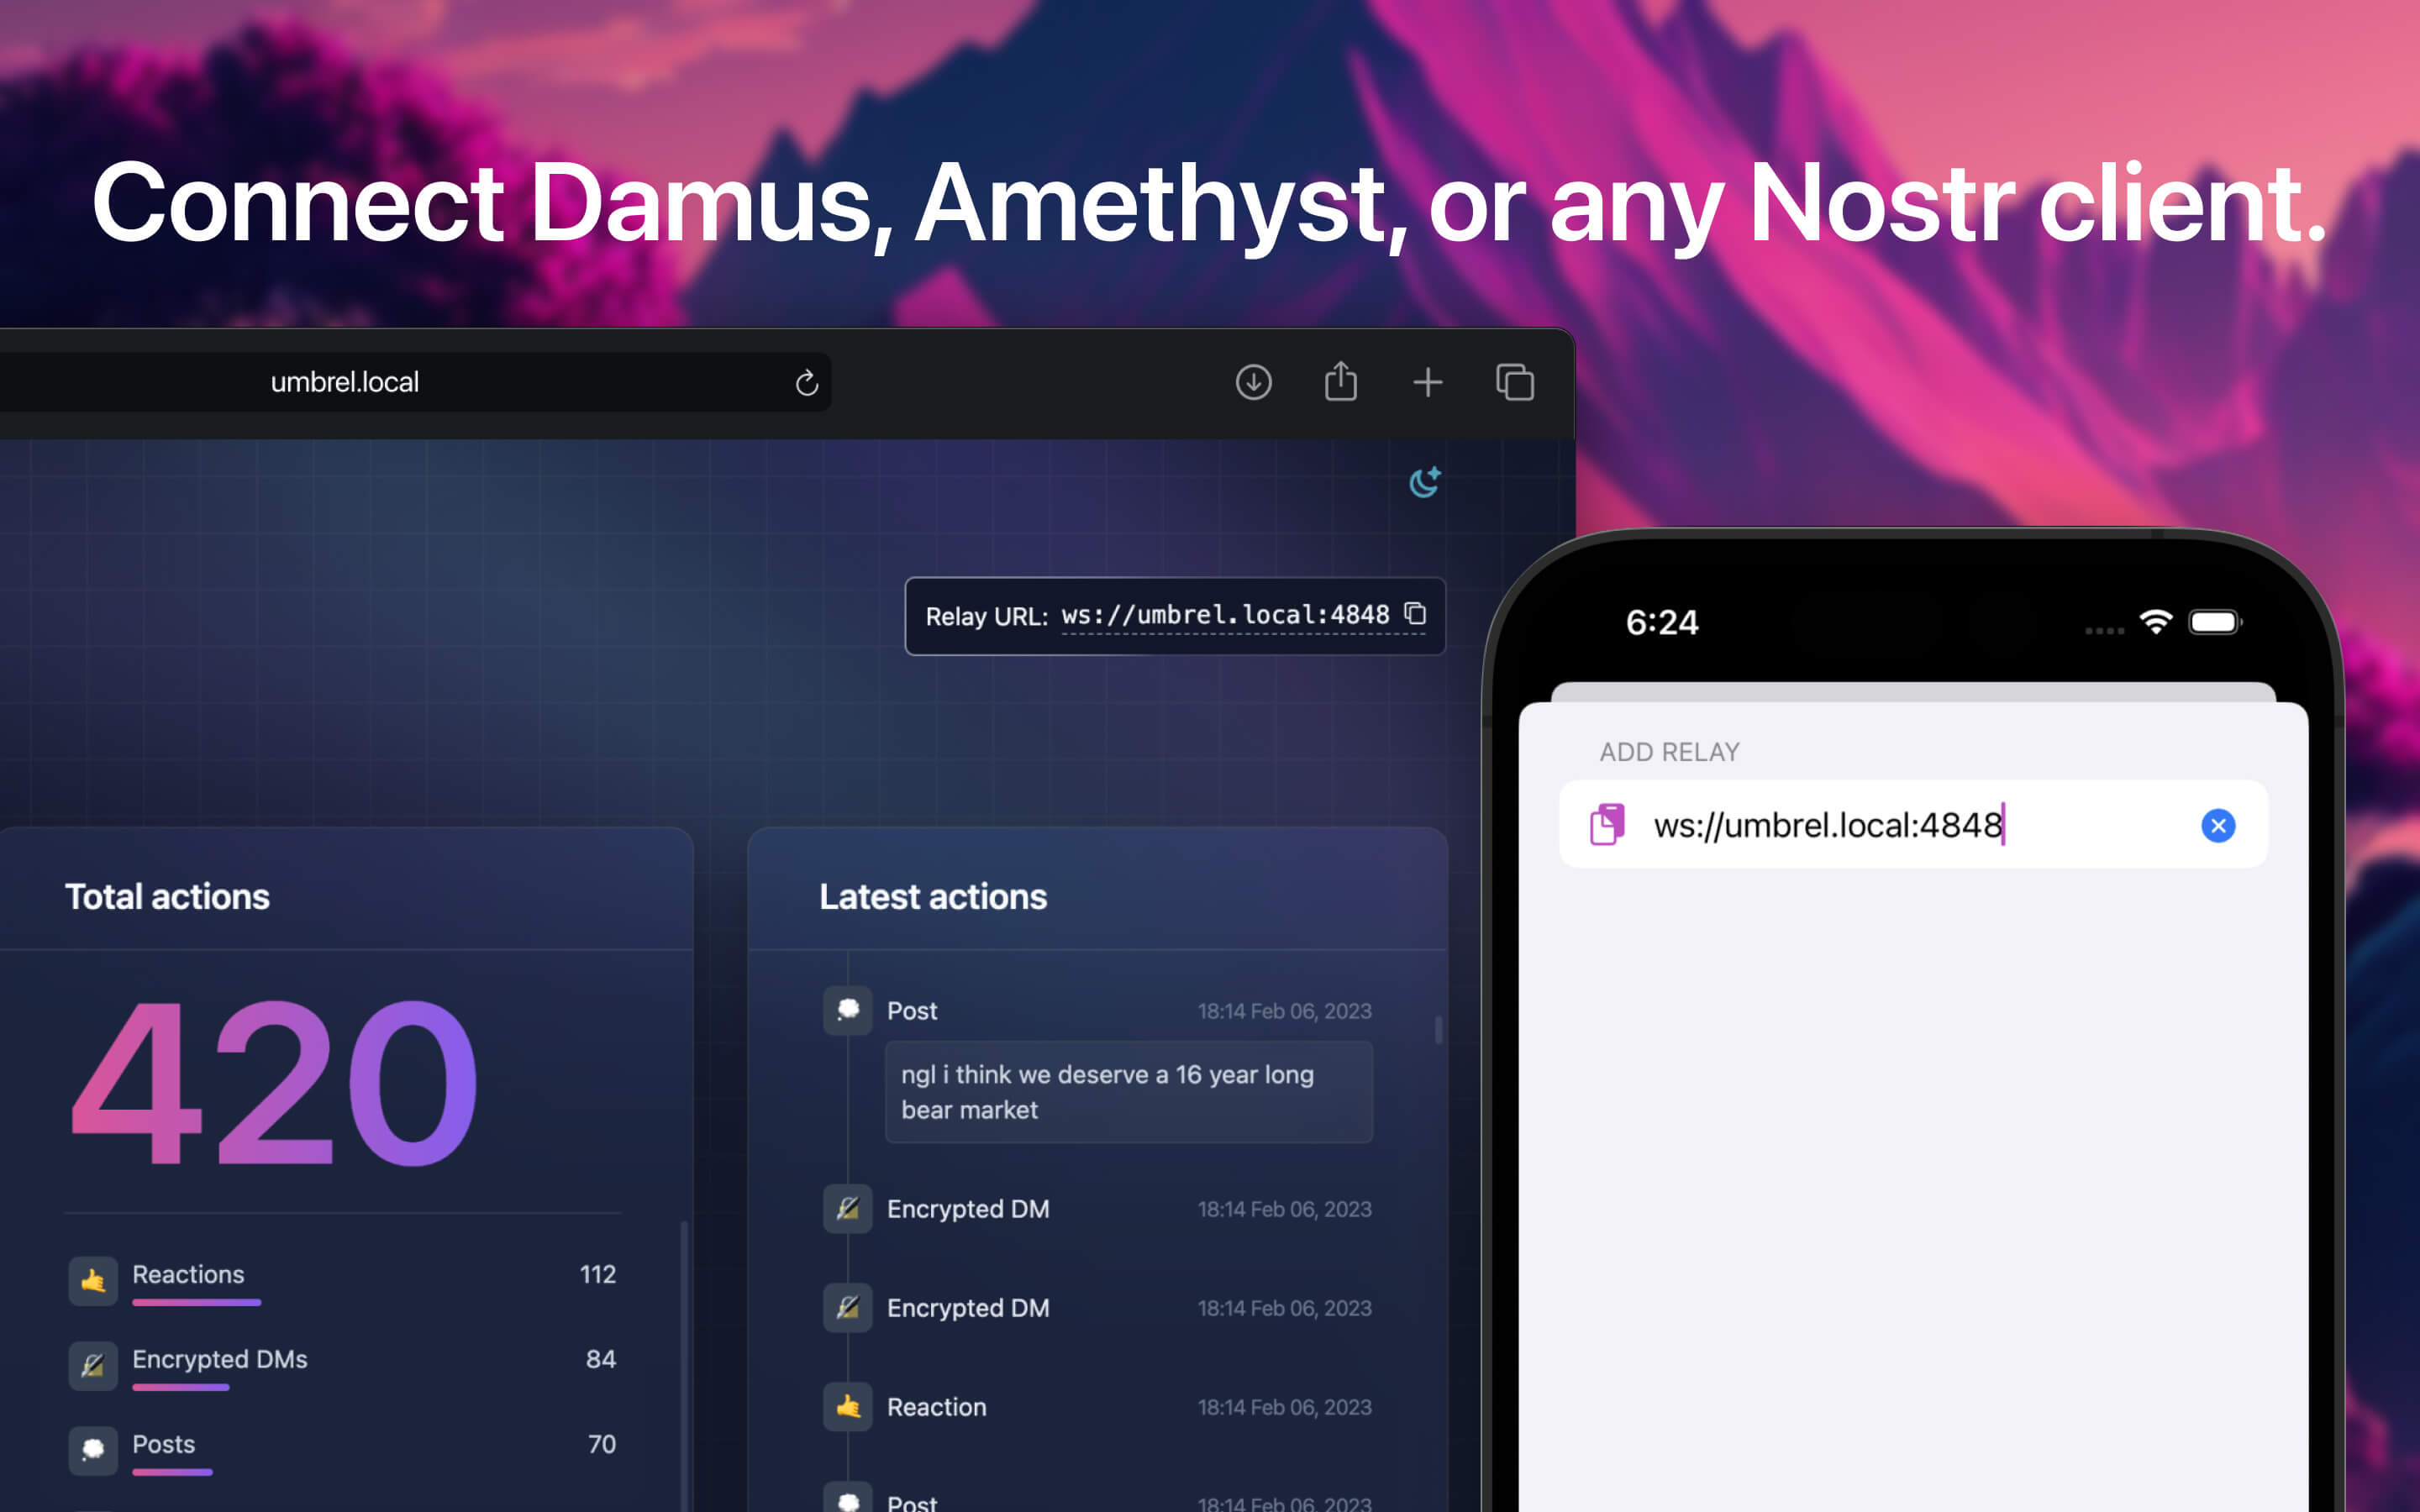 Connect Damus, Amethyst, or any Nostr client.
umbrel.local
Relay URL: ws://umbrel.local:4848
Total actions
420
Reactions 112
Encrypted DMs 84
Posts 70
Latest actions
Post 18:14 Feb 06, 2023
ngl i think we deserve a 16 year long
bear market
Encrypted DM 18:14 Feb 06, 2023
Encrypted DM 18:14 Feb 06, 2023
Reaction 18:14 Feb 06, 2023
Post 18:14 Feb 06, 2023
6:24
ADD RELAY
ws://umbrel.local:4848